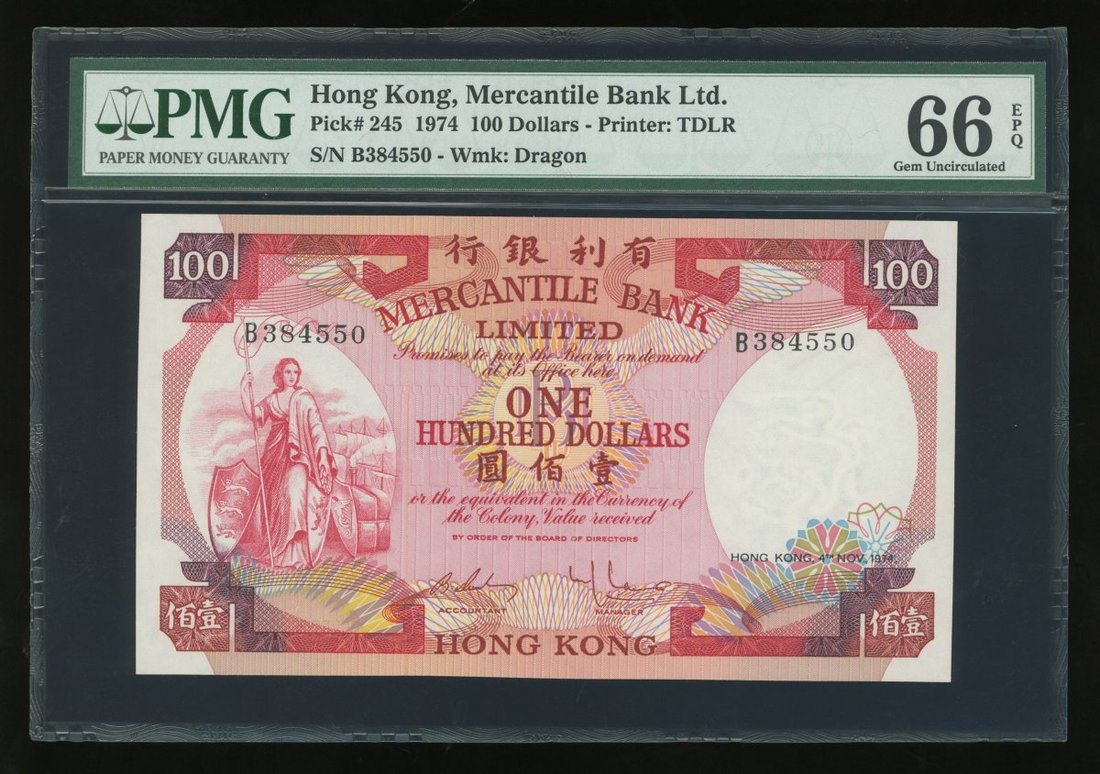 PMG
PAPER MONEY GUARANTY
Hong Kong, Mercantile Bank Ltd.
Pick# 245 1974 100 Dollars - Printer: TDLR
S/N B384550 - Wmk: Dragon
66 EPQ
Gem Uncirculated
有利銀行
100
100
MERCANTILE BANK
LIMITED
B384550
B384550
Promises to pay the Bearer on demand
at its Office here
ONE
HUNDRED DOLLARS
壹佰圓
or the equivalent in the Currency of
the Colony, Value received
BY ORDER OF THE BOARD OF DIRECTORS
HONG KONG, 4TH NOV. 1974.
ACCOUNTANT
MANAGER
壹佰
壹佰
HONG KONG